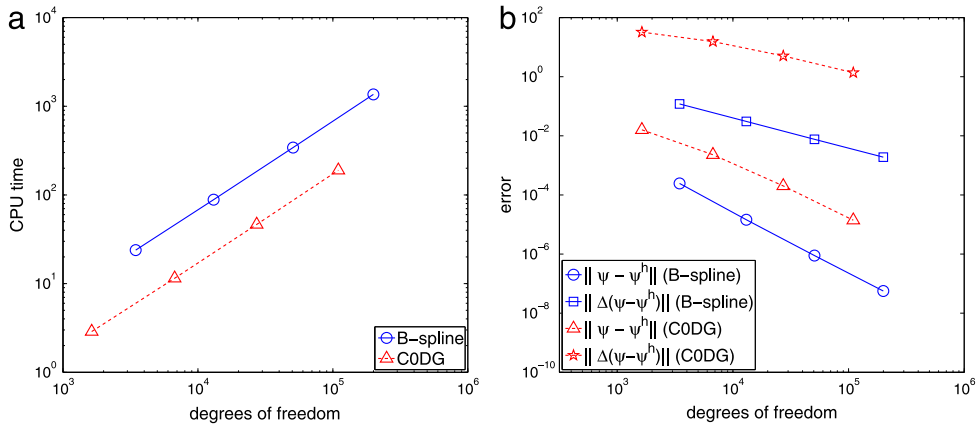 a
CPU time
10^4
10^3
10^2
10^1
10^0
10^3
10^4
10^5
10^6
degrees of freedom
B-spline
C0DG
b
error
10^2
10^0
10^-2
10^-4
10^-6
10^-8
10^-10
10^3
10^4
10^5
10^6
degrees of freedom
|| ψ − ψ^h|| (B-spline)
|| Δ(ψ−ψ^h)|| (B-spline)
|| ψ − ψ^h|| (C0DG)
|| Δ(ψ−ψ^h)|| (C0DG)